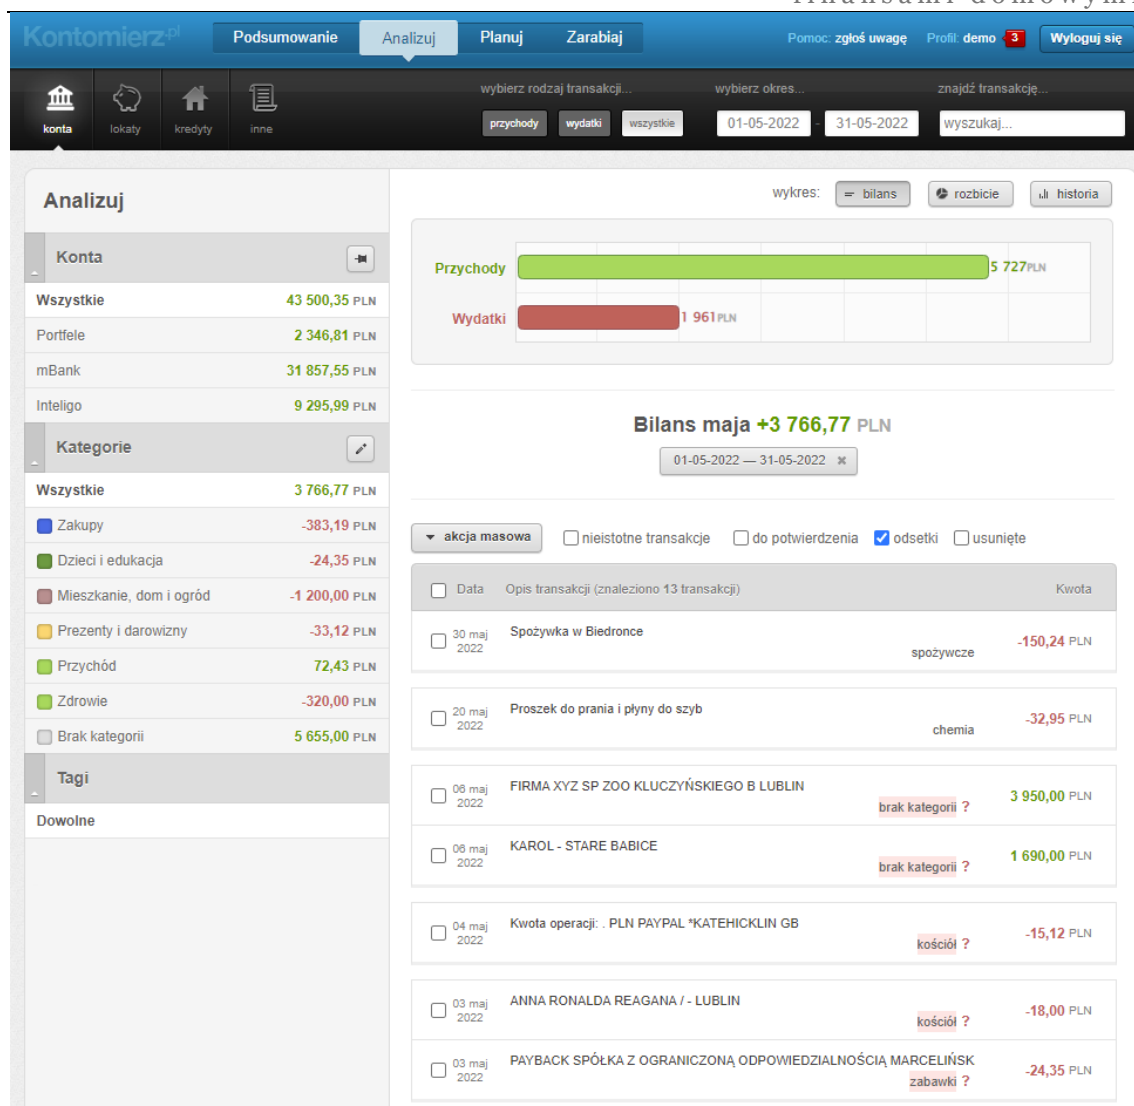 Kontomierz.pl Podsumowanie Analizuj Planuj Zarabiaj Pomoc: zgłoś uwagę Profil: demo 3 Wyloguj się
wybierz rodzaj transakcji... wybierz okres... znajdź transakcję...
konta lokaty kredyty inne przychody wydatki wszystkie 01-05-2022 - 31-05-2022 wyszukaj...
Analizuj
wykres: bilans rozbicie historia
Konta
Wszystkie 43 500,35 PLN
Portfele 2 346,81 PLN
mBank 31 857,55 PLN
Inteligo 9 295,99 PLN
Kategorie
Wszystkie 3 766,77 PLN
Zakupy -383,19 PLN
Dzieci i edukacja -24,35 PLN
Mieszkanie, dom i ogród -1 200,00 PLN
Prezenty i darowizny -33,12 PLN
Przychód 72,43 PLN
Zdrowie -320,00 PLN
Brak kategorii 5 655,00 PLN
Tagi
Dowolne
Przychody 5 727 PLN
Wydatki 1 961 PLN
Bilans maja +3 766,77 PLN
01-05-2022 — 31-05-2022
akcja masowa nieistotne transakcje do potwierdzenia odsetki usunięte
Data Opis transakcji (znaleziono 13 transakcji) Kwota
30 maj 2022 Spożywka w Biedronce spożywcze -150,24 PLN
20 maj 2022 Proszek do prania i płyny do szyb chemia -32,95 PLN
06 maj 2022 FIRMA XYZ SP ZOO KLUCZYŃSKIEGO B LUBLIN brak kategorii ? 3 950,00 PLN
06 maj 2022 KAROL - STARE BABICE brak kategorii ? 1 690,00 PLN
04 maj 2022 Kwota operacji: . PLN PAYPAL *KATEHICKLIN GB kościół ? -15,12 PLN
03 maj 2022 ANNA RONALDA REAGANA / - LUBLIN kościół ? -18,00 PLN
03 maj 2022 PAYBACK SPÓŁKA Z OGRANICZONĄ ODPOWIEDZIALNOŚCIĄ MARCELIŃSK zabawki ? -24,35 PLN